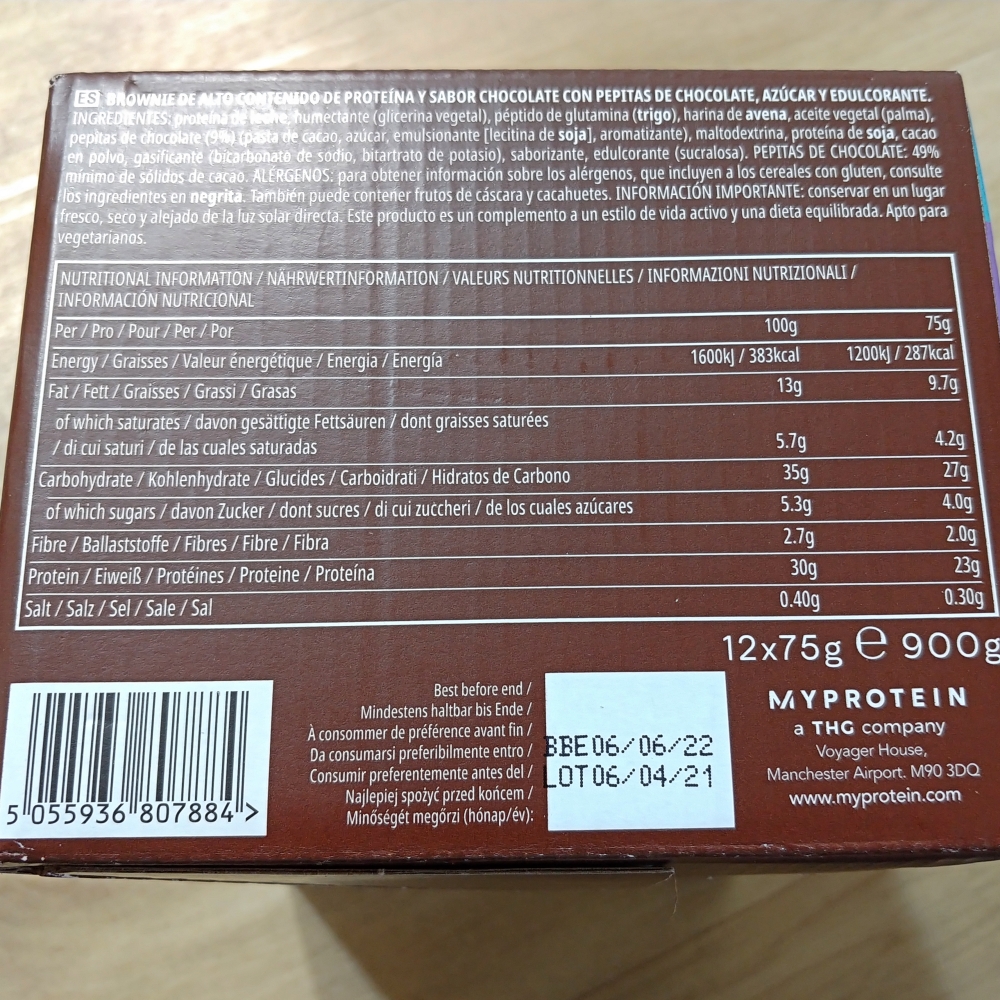 ES BROWNIE DE ALTO CONTENIDO DE PROTEÍNA Y SABOR CHOCOLATE CON PEPITAS DE CHOCOLATE, AZÚCAR Y EDULCORANTE.
INGREDIENTES: proteína de leche, humectante (glicerina vegetal), péptido de glutamina (trigo), harina de avena, aceite vegetal (palma),
pepitas de chocolate (9%) (pasta de cacao, azúcar, emulsionante [lecitina de soja], aromatizante), maltodextrina, proteína de soja, cacao
en polvo, gasificante (bicarbonato de sodio, bitartrato de potasio), saborizante, edulcorante (sucralosa). PEPITAS DE CHOCOLATE: 49%
mínimo de sólidos de cacao. ALÉRGENOS: para obtener información sobre los alérgenos, que incluyen a los cereales con gluten, consulte
los ingredientes en negrita. También puede contener frutos de cáscara y cacahuetes. INFORMACIÓN IMPORTANTE: conservar en un lugar
fresco, seco y alejado de la luz solar directa. Este producto es un complemento a un estilo de vida activo y una dieta equilibrada. Apto para
vegetarianos.
NUTRITIONAL INFORMATION / NÄHRWERTINFORMATION / VALEURS NUTRITIONNELLES / INFORMAZIONI NUTRIZIONALI /
INFORMACIÓN NUTRICIONAL
Per / Pro / Pour / Per / Por 100g 75g
Energy / Graisses / Valeur énergétique / Energia / Energía 1600kJ / 383kcal 1200kJ / 287kcal
Fat / Fett / Graisses / Grassi / Grasas 13g 9.7g
of which saturates / davon gesättigte Fettsäuren / dont graisses saturées
/ di cui saturi / de las cuales saturadas 5.7g 4.2g
Carbohydrate / Kohlenhydrate / Glucides / Carboidrati / Hidratos de Carbono 35g 27g
of which sugars / davon Zucker / dont sucres / di cui zuccheri / de los cuales azúcares 5.3g 4.0g
Fibre / Ballaststoffe / Fibres / Fibre / Fibra 2.7g 2.0g
Protein / Eiweiß / Protéines / Proteine / Proteína 30g 23g
Salt / Salz / Sel / Sale / Sal 0.40g 0.30g
12x75g ℮ 900g
Best before end /
Mindestens haltbar bis Ende /
À consommer de préférence avant fin /
Da consumarsi preferibilmente entro /
Consumir preferentemente antes del /
Najlepiej spożyć przed końcem /
Minőségét megőrzi (hónap/év):
BBE 06/06/22
LOT 06/04/21
MYPROTEIN
a THG company
Voyager House,
Manchester Airport. M90 3DQ
www.myprotein.com
5 055936 807884 >